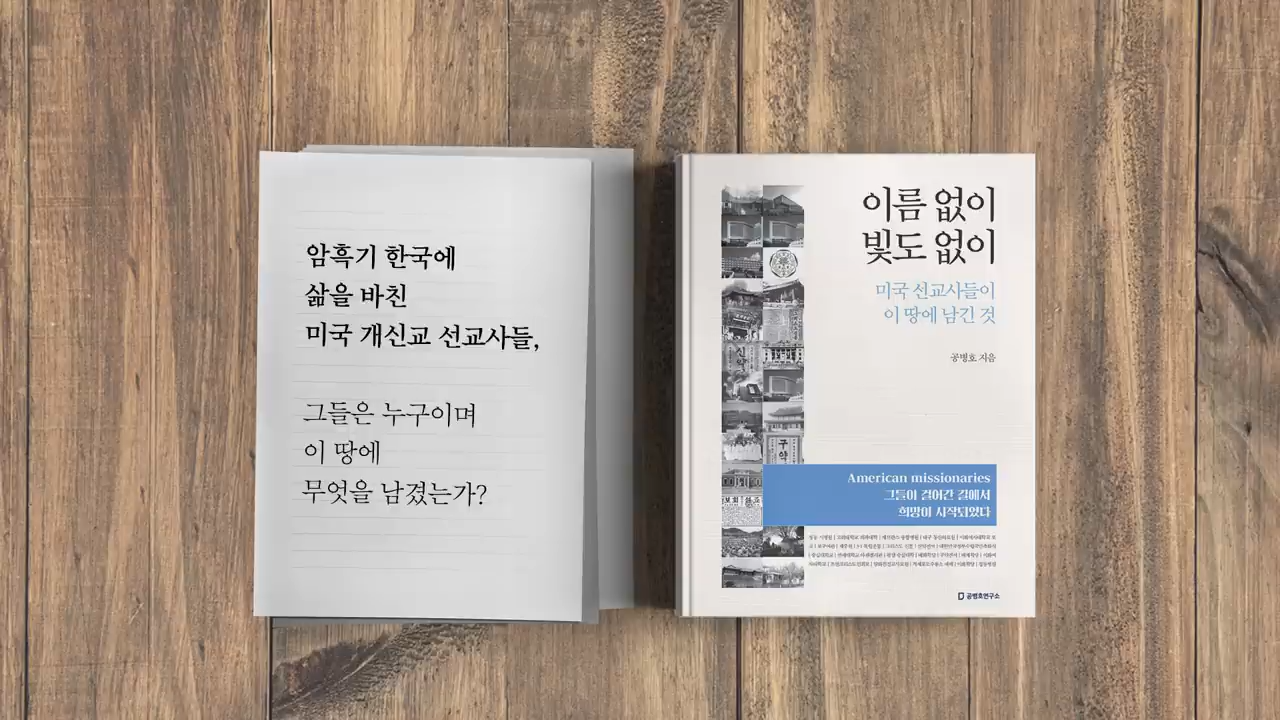 암흑기 한국에
삶을 바친
미국 개신교 선교사들,
그들은 누구이며
이 땅에
무엇을 남겼는가?
이름 없이
빛도 없이
미국 선교사들이
이 땅에 남긴 것
공병호 지음
구약
American missionaries
그들이 걸어간 길에서
희망이 시작되었다
공병호연구소